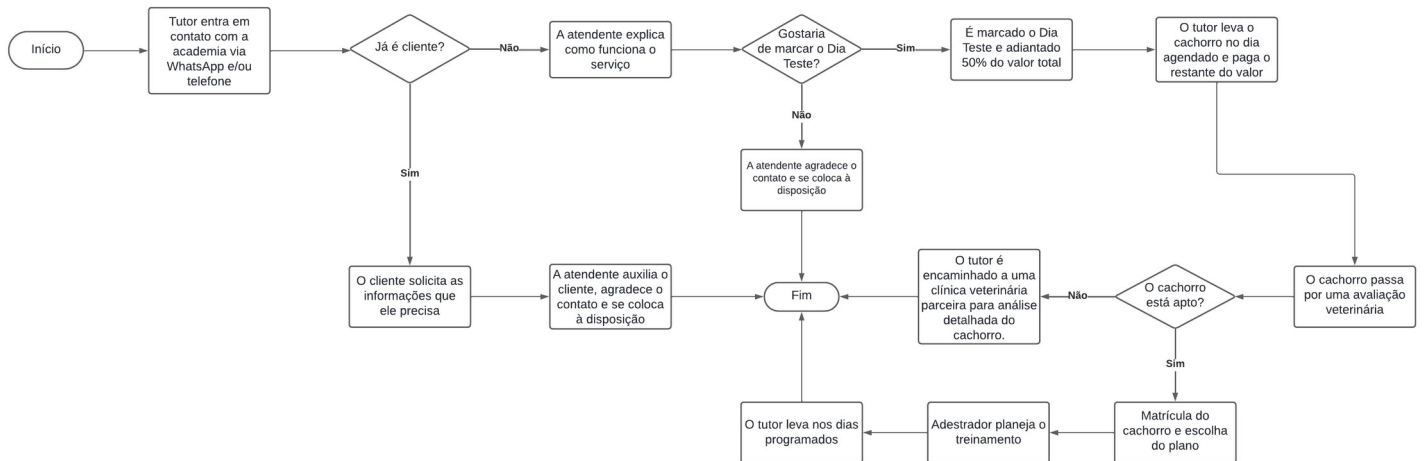 Início
Tutor entra em
contato com a
academia via
WhatsApp e/ou
telefone
Já é cliente?
Não
A atendente explica
como funciona o
serviço
Gostaria
de marcar o Dia
Teste?
Sim
É marcado o Dia
Teste e adiantado
50% do valor total
O tutor leva o
cachorro no dia
agendado e paga o
restante do valor
Não
Sim
A atendente agradece o
contato e se coloca à
disposição
O cliente solicita as
informações que
ele precisa
A atendente auxilia o
cliente, agradece o
contato e se coloca
à disposição
Fim
O tutor é
encaminhado a uma
clínica veterinária
parceira para análise
detalhada do
cachorro.
Não
O cachorro
está apto?
O cachorro passa
por uma avaliação
veterinária
Sim
O tutor leva nos dias
programados
Adestrador planeja o
treinamento
Matrícula do
cachorro e escolha
do plano